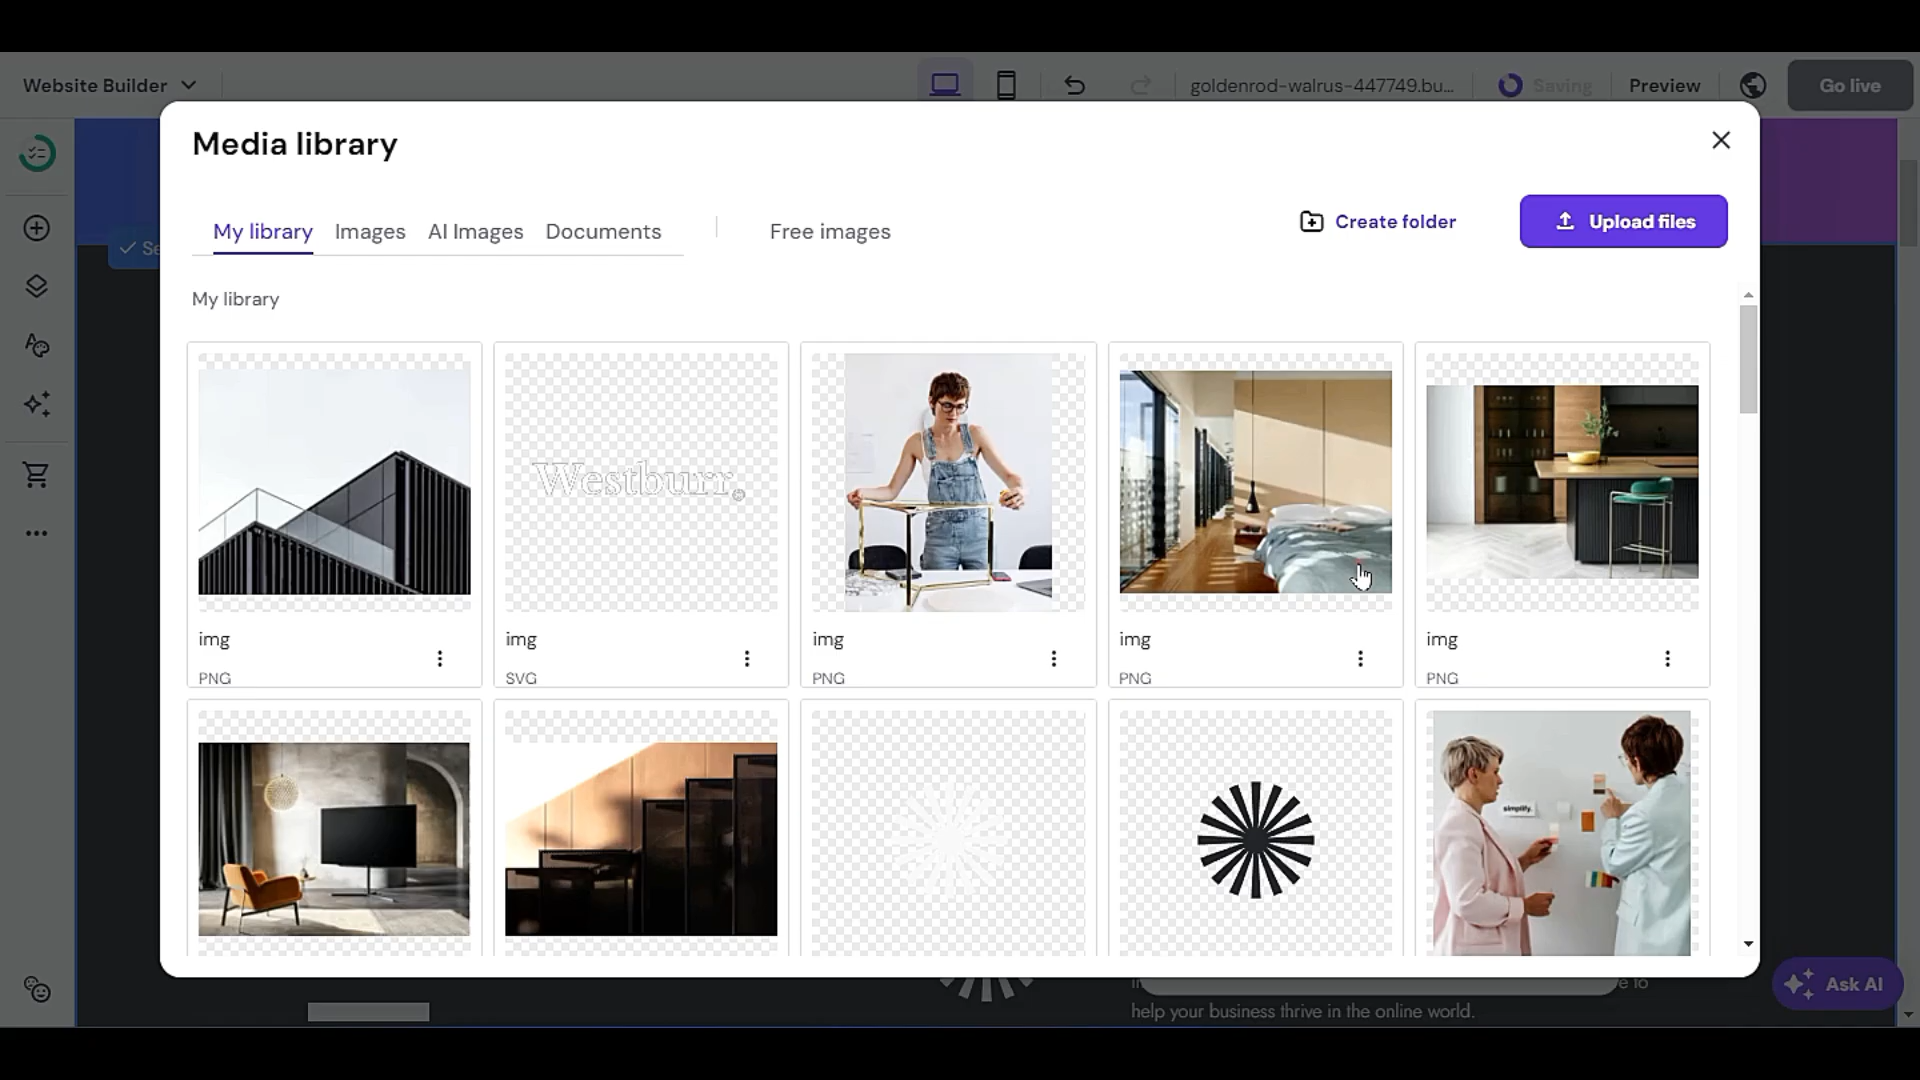 Website Builder
goldenrod-walrus-447749.bu...
Saving
Preview
Go live
Media library
My library
Images
AI Images
Documents
Free images
Create folder
Upload files
My library
Westburr
img
PNG
img
SVG
img
PNG
img
PNG
img
PNG
simplify.
Ask AI
help your business thrive in the online world.